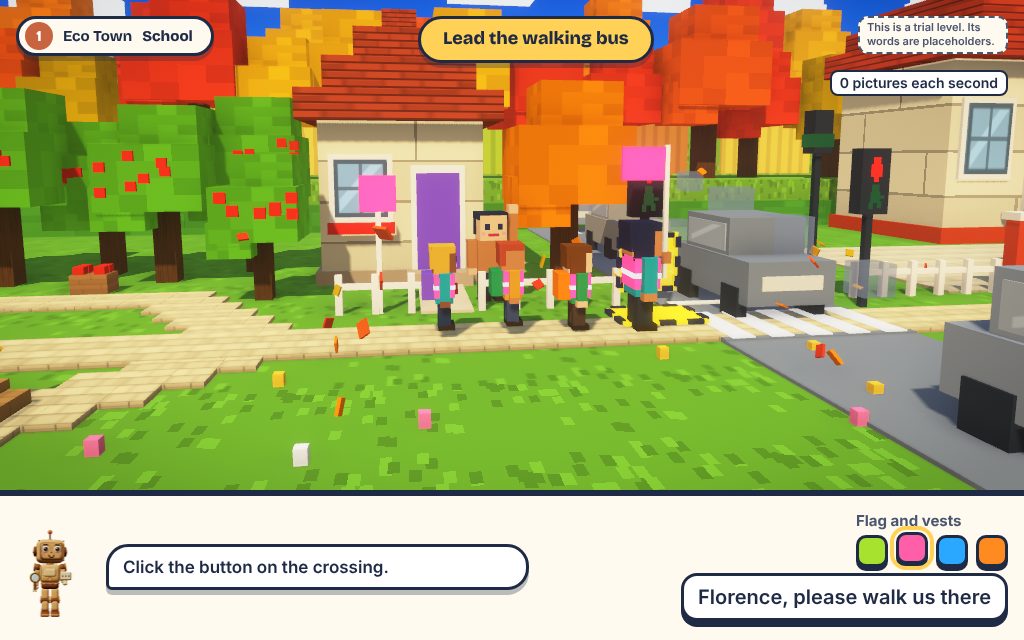 1 Eco Town School
Lead the walking bus
This is a trial level. Its
words are placeholders.
0 pictures each second
Flag and vests
Click the button on the crossing.
Florence, please walk us there